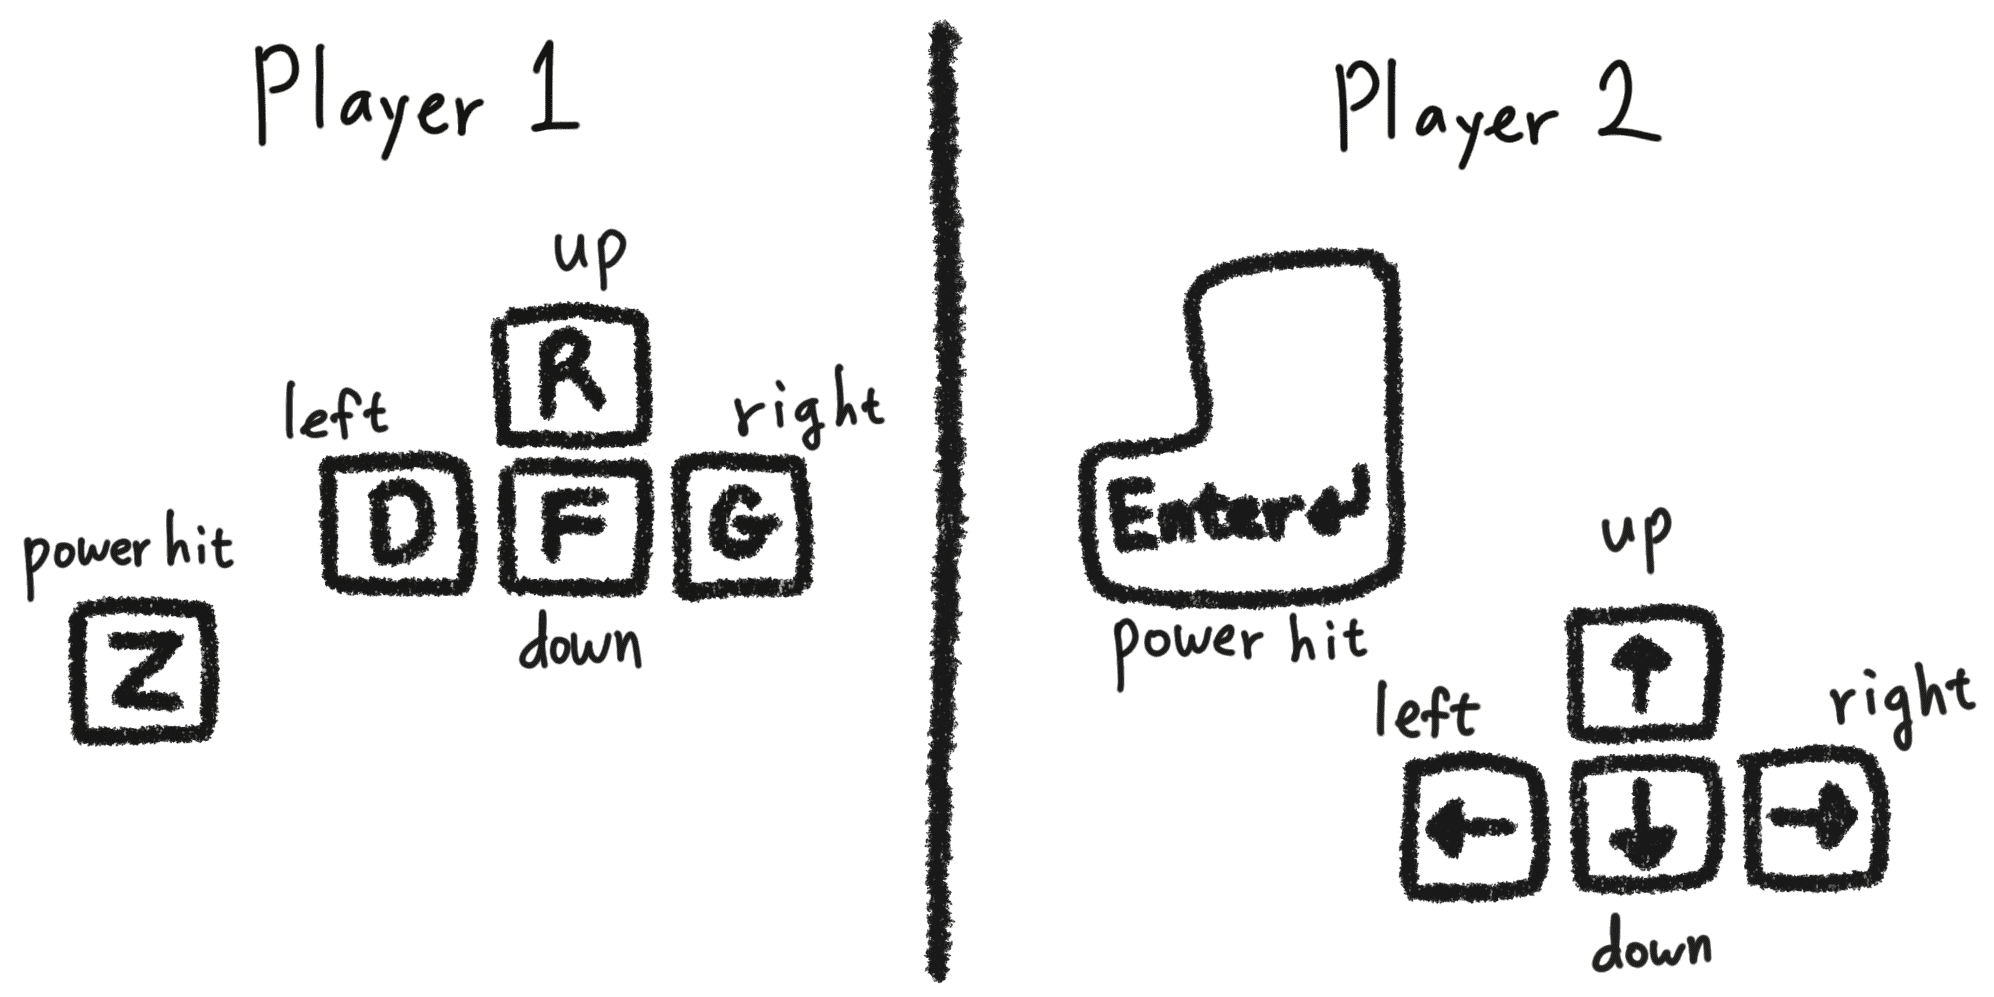 Player 1
up
R
left
right
D F G
power hit
down
Z
Player 2
Enter↵
power hit
up
↑
left
right
← ↓ →
down